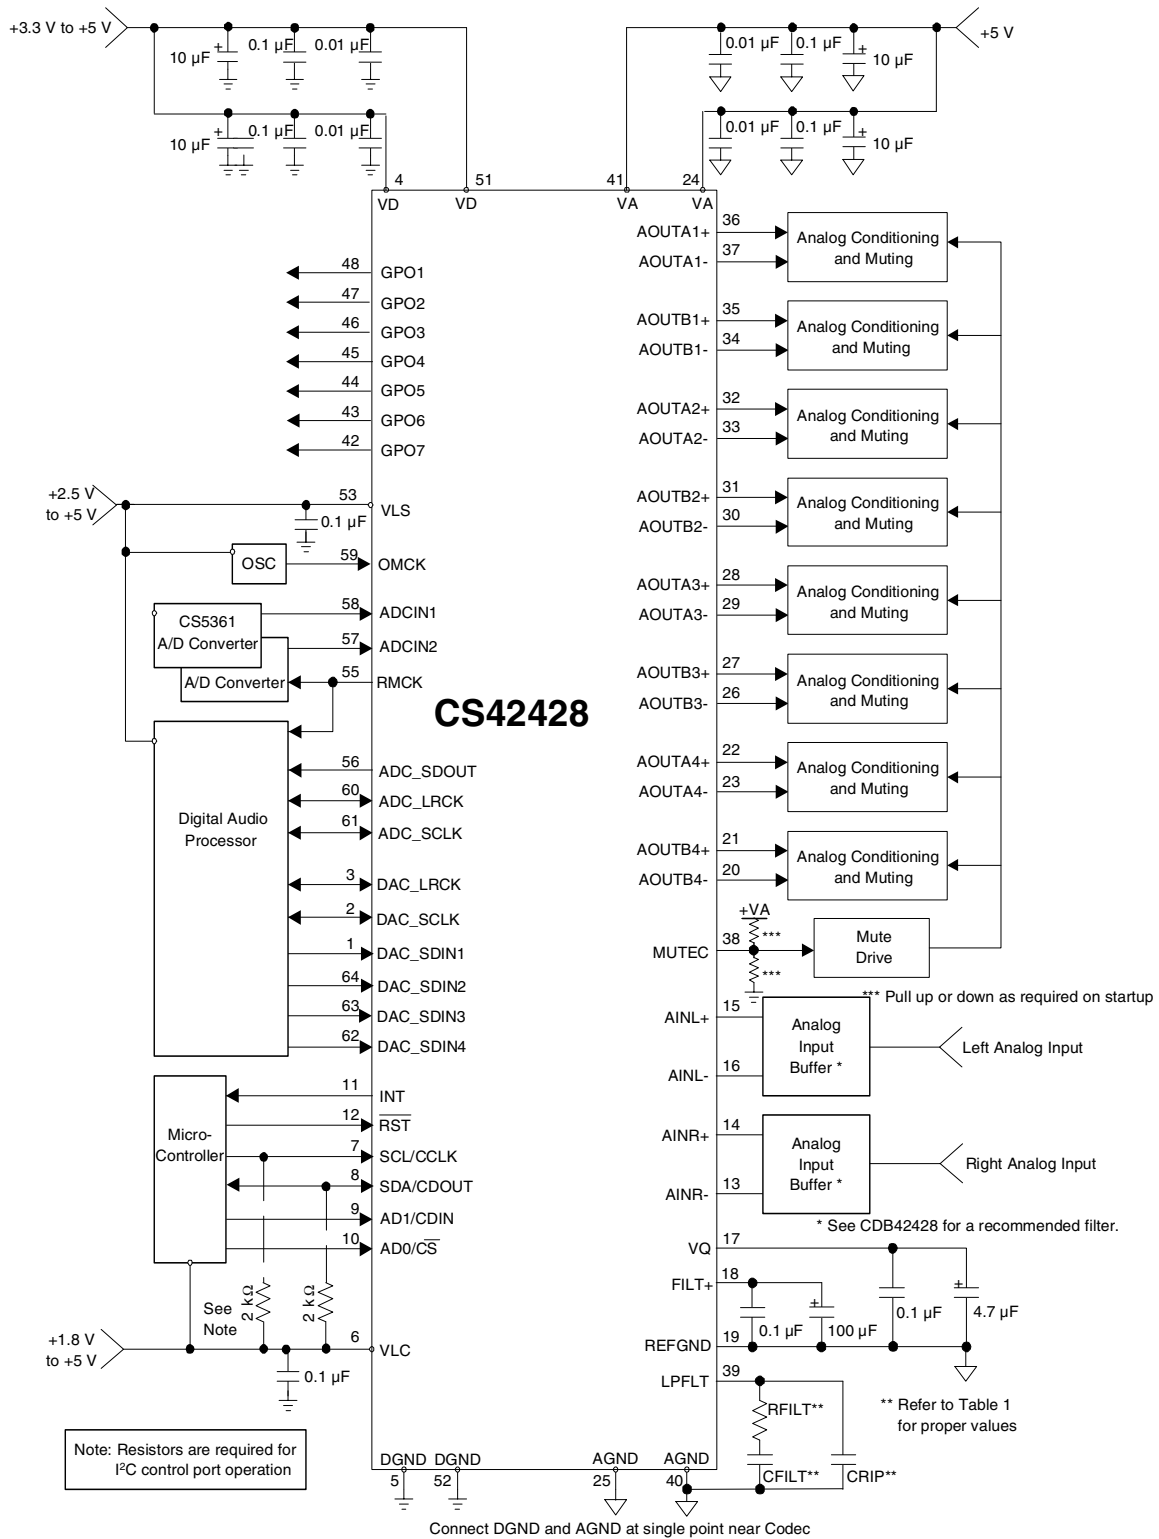 +3.3 V to +5 V
10 µF
+
0.1 µF
0.01 µF
0.01 µF
0.1 µF
+
10 µF
+5 V
10 µF
+
0.1 µF
0.01 µF
0.01 µF
0.1 µF
+
10 µF
4
51
41
24
VD
VD
VA
VA
48
GPO1
47
GPO2
46
GPO3
45
GPO4
44
GPO5
43
GPO6
42
GPO7
+2.5 V
to +5 V
53
VLS
0.1 µF
OSC
59
OMCK
CS5361
A/D Converter
58
ADCIN1
57
ADCIN2
A/D Converter
55
RMCK
CS42428
Digital Audio
Processor
56
ADC_SDOUT
60
ADC_LRCK
61
ADC_SCLK
3
DAC_LRCK
2
DAC_SCLK
1
DAC_SDIN1
64
DAC_SDIN2
63
DAC_SDIN3
62
DAC_SDIN4
Micro-
Controller
11
INT
12
RST
7
SCL/CCLK
8
SDA/CDOUT
9
AD1/CDIN
10
AD0/CS
See
Note
2 kΩ
2 kΩ
+1.8 V
to +5 V
6
VLC
0.1 µF
Note: Resistors are required for
I²C control port operation
AOUTA1+
36
AOUTA1-
37
Analog Conditioning
and Muting
AOUTB1+
35
AOUTB1-
34
Analog Conditioning
and Muting
AOUTA2+
32
AOUTA2-
33
Analog Conditioning
and Muting
AOUTB2+
31
AOUTB2-
30
Analog Conditioning
and Muting
AOUTA3+
28
AOUTA3-
29
Analog Conditioning
and Muting
AOUTB3+
27
AOUTB3-
26
Analog Conditioning
and Muting
AOUTA4+
22
AOUTA4-
23
Analog Conditioning
and Muting
AOUTB4+
21
AOUTB4-
20
Analog Conditioning
and Muting
+VA
***
MUTEC
38
***
Mute
Drive
*** Pull up or down as required on startup
AINL+
15
AINL-
16
Analog
Input
Buffer *
Left Analog Input
AINR+
14
AINR-
13
Analog
Input
Buffer *
Right Analog Input
* See CDB42428 for a recommended filter.
VQ
17
FILT+
18
0.1 µF
+
100 µF
0.1 µF
+
4.7 µF
REFGND
19
LPFLT
39
RFILT**
CFILT**
CRIP**
** Refer to Table 1
for proper values
DGND
DGND
AGND
AGND
5
52
25
40
Connect DGND and AGND at single point near Codec